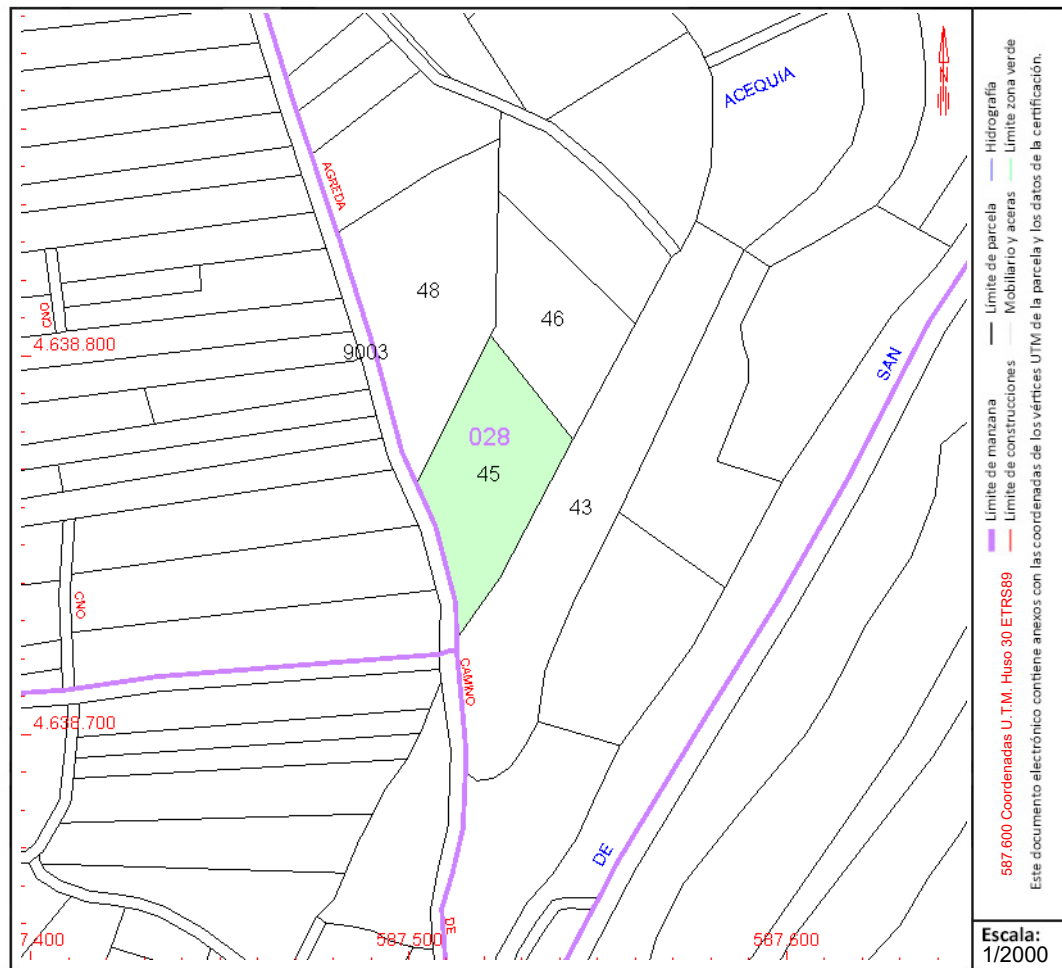 ACEQUIA
AGREDA
48
46
CNO
4.638.800
9003
SAN
028
45
43
CNO
CAMINO
4.638.700
DE
DE
7.400
587.500
587.600
Límite de manzana
Límite de parcela
Hidrografía
Límite de construcciones
Mobiliario y aceras
Límite zona verde
587.600 Coordenadas U.T.M. Huso 30 ETRS89
Este documento electrónico contiene anexos con las coordenadas de los vértices UTM de la parcela y los datos de la certificación.
Escala:
1/2000